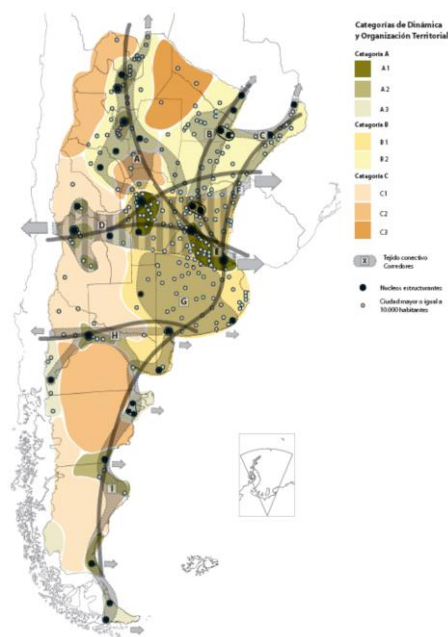 Categorías de Dinámica
y Organización Territorial
Categoría A
A 1
A 2
A 3
Categoría B
B 1
B 2
Categoría C
C1
C2
C3
X
Tejido conectivo
Corredores
Nucleos estructurantes
Ciudad mayor o igual a
10.000 habitantes
B
C
C
A
E
D
G
H
I